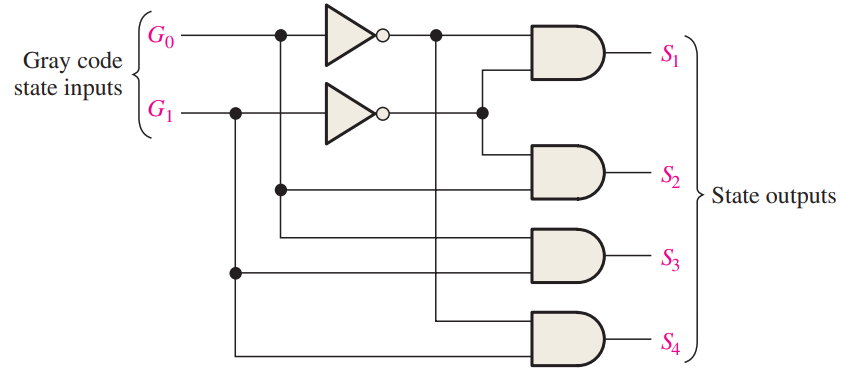 Gray code
state inputs
G₀
G₁
S₁
S₂
S₃
S₄
State outputs